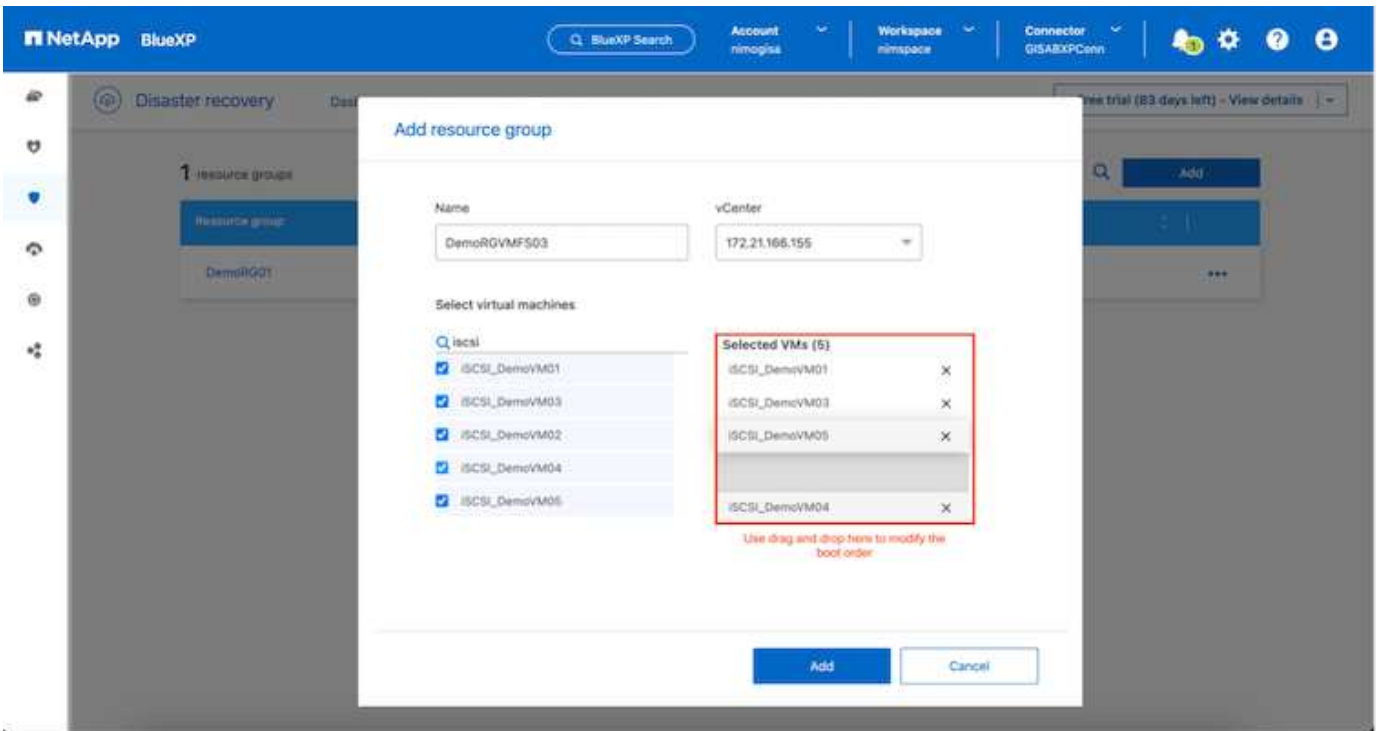 NetApp BlueXP
BlueXP Search
Account
nimogisa
Workspace
nimspace
Connector
GISABXPConn
1
Disaster recovery
Free trial (83 days left) - View details
Add resource group
1 resource groups
Add
Resource group
DemoRG01
Name
DemoRGVMFS03
vCenter
172.21.166.155
Select virtual machines
iscsi
iSCSI_DemoVM01
iSCSI_DemoVM03
iSCSI_DemoVM02
iSCSI_DemoVM04
iSCSI_DemoVM05
Selected VMs (5)
iSCSI_DemoVM01
iSCSI_DemoVM03
iSCSI_DemoVM05
iSCSI_DemoVM04
Use drag and drop here to modify the
boot order
Add
Cancel